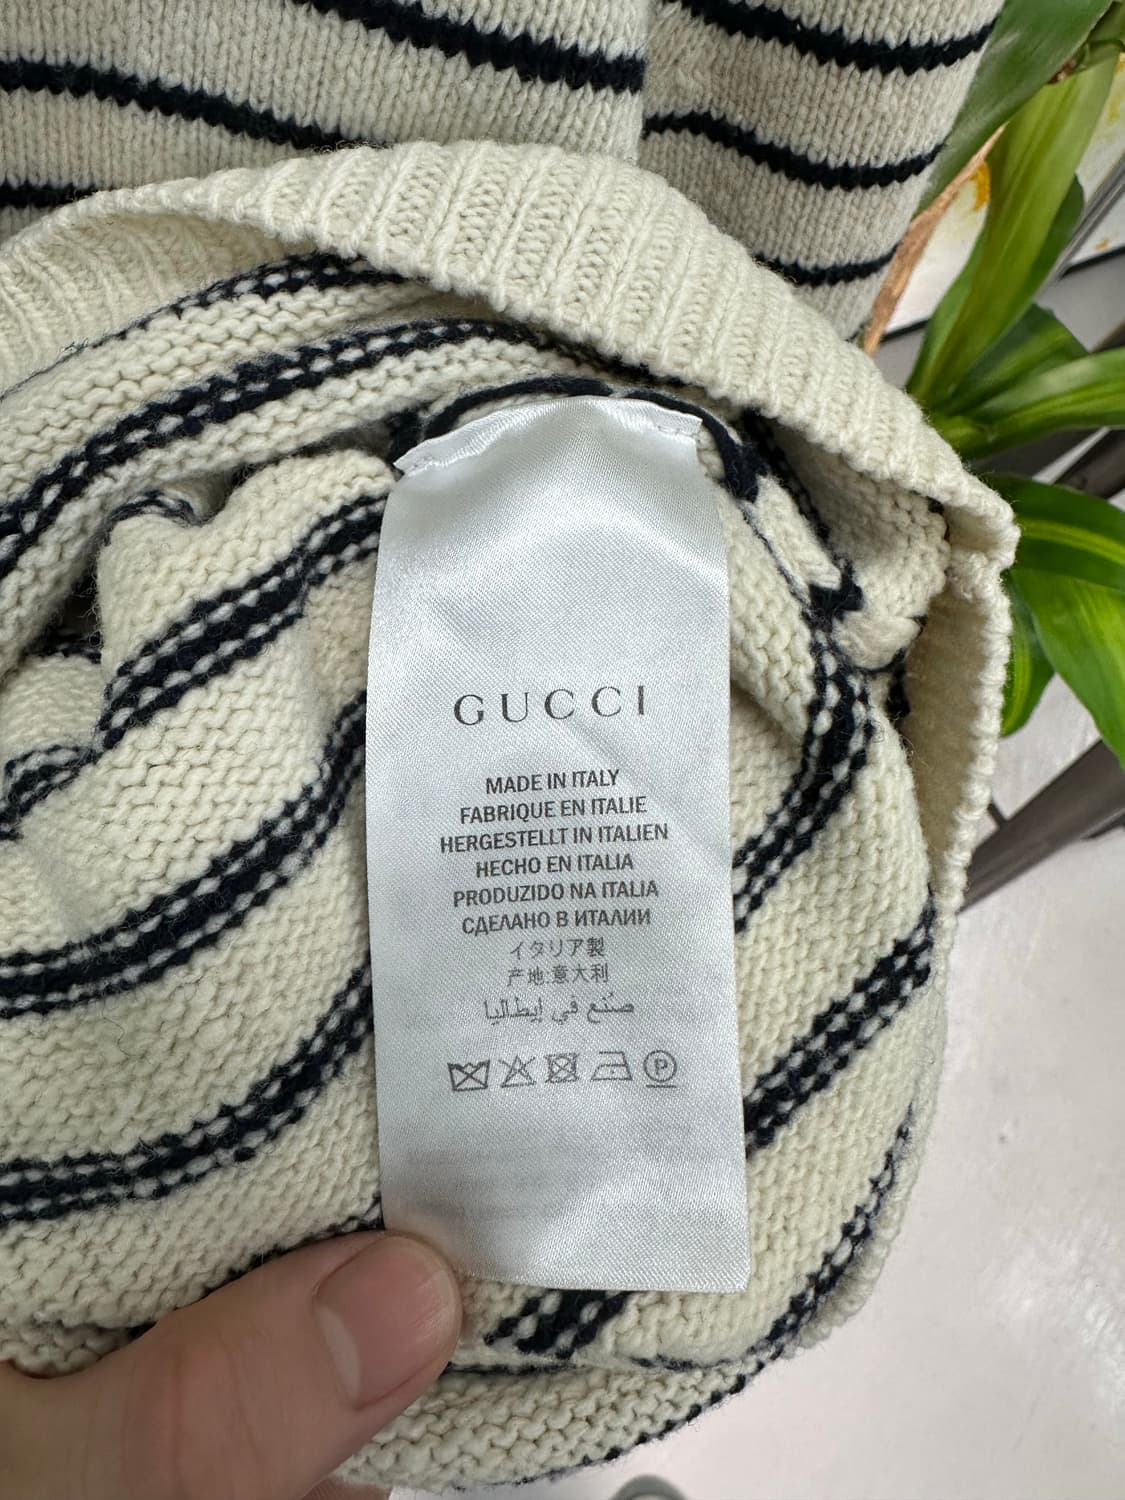 GUCCI
MADE IN ITALY
FABRIQUE EN ITALIE
HERGESTELLT IN ITALIEN
HECHO EN ITALIA
PRODUZIDO NA ITALIA
СДЕЛАНО В ИТАЛИИ
イタリア製
产地:意大利
صُنع في إيطاليا
P